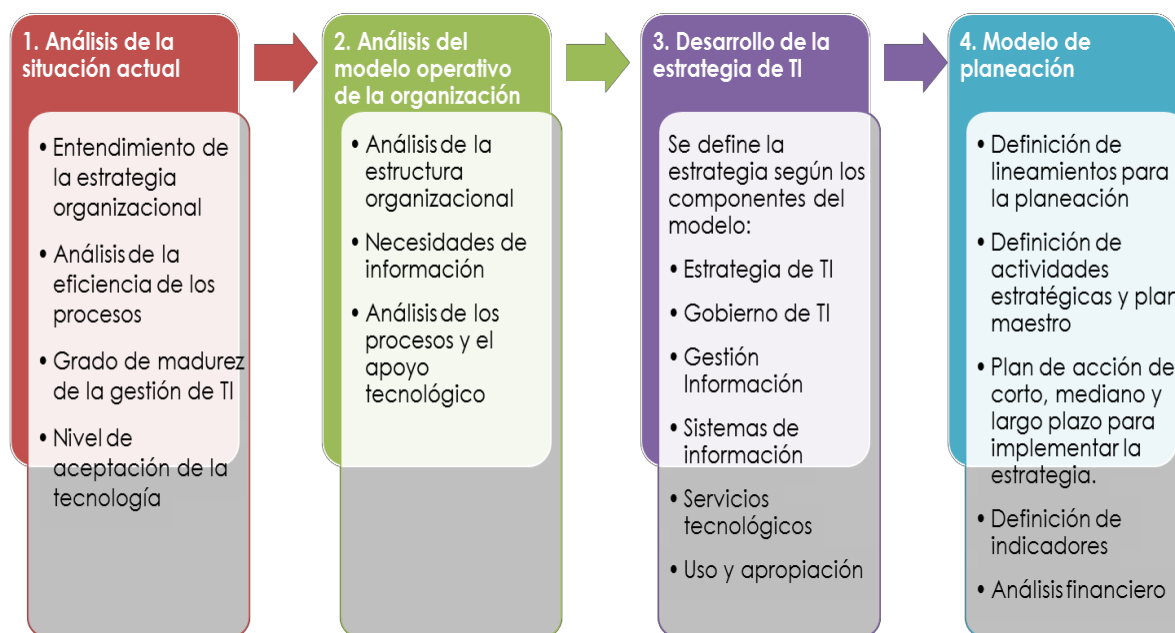 1. Análisis de la
situación actual
• Entendimiento de
la estrategia
organizacional
• Análisis de la
eficiencia de los
procesos
• Grado de madurez
de la gestión de TI
• Nivel de
aceptación de la
tecnología
2. Análisis del
modelo operativo
de la organización
• Análisis de la
estructura
organizacional
• Necesidades de
información
• Análisis de los
procesos y el
apoyo
tecnológico
3. Desarrollo de la
estrategia de TI
Se define la
estrategia según los
componentes del
modelo:
• Estrategia de TI
• Gobierno de TI
• Gestión
Información
• Sistemas de
información
• Servicios
tecnológicos
• Uso y apropiación
4. Modelo de
planeación
• Definición de
lineamientos para
la planeación
• Definición de
actividades
estratégicas y plan
maestro
• Plan de acción de
corto, mediano y
largo plazo para
implementar la
estrategia.
• Definición de
indicadores
• Análisis financiero